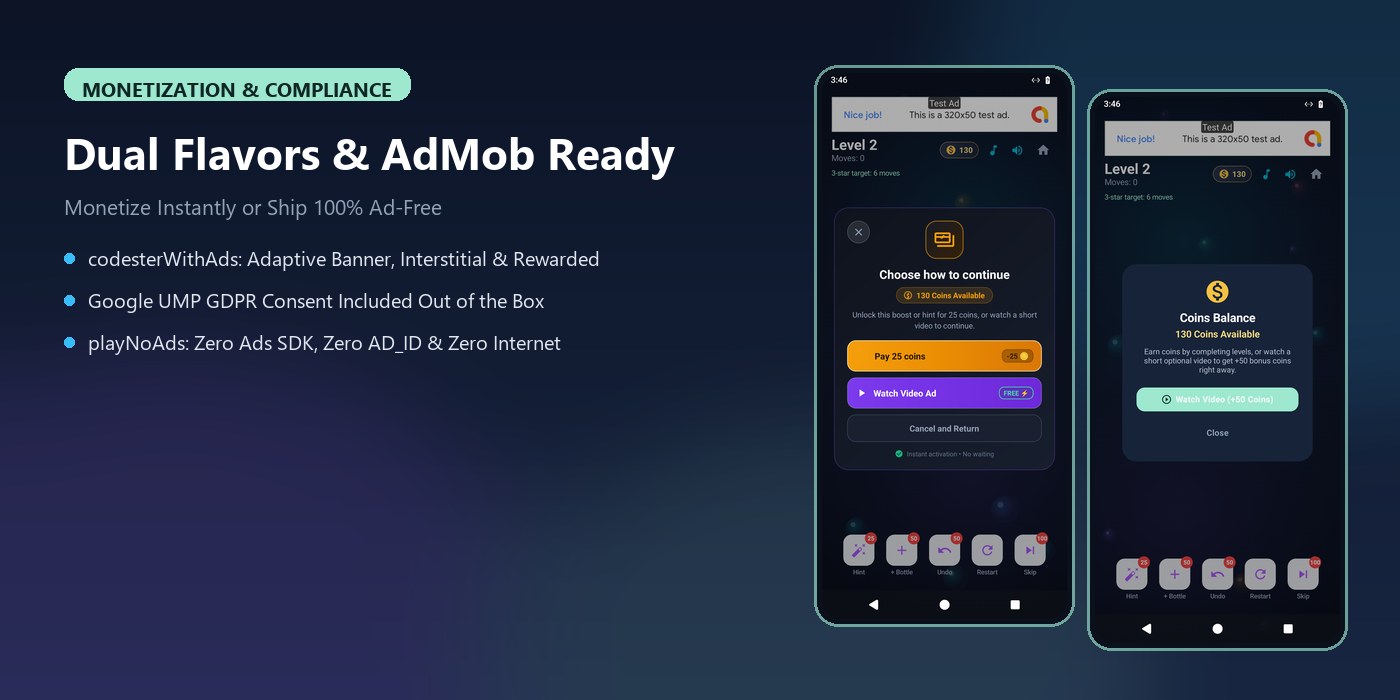 MONETIZATION & COMPLIANCE
Dual Flavors & AdMob Ready
Monetize Instantly or Ship 100% Ad-Free
codesterWithAds: Adaptive Banner, Interstitial & Rewarded
Google UMP GDPR Consent Included Out of the Box
playNoAds: Zero Ads SDK, Zero AD_ID & Zero Internet
3:46
Test Ad
Nice job!
This is a 320x50 test ad.
Level 2
130
Moves: 0
3-star target: 6 moves
Choose how to continue
130 Coins Available
Unlock this boost or hint for 25 coins, or watch a short
video to continue.
Pay 25 coins
-25
Watch Video Ad
FREE ⚡
Cancel and Return
Instant activation • No waiting
25
50
50
100
Hint
+ Bottle
Undo
Restart
Skip
3:46
Test Ad
Nice job!
This is a 320x50 test ad.
Level 2
130
Moves: 0
3-star target: 6 moves
Coins Balance
130 Coins Available
Earn coins by completing levels, or watch a
short optional video to get +50 bonus coins
right away.
Watch Video (+50 Coins)
Close
25
50
50
100
Hint
+ Bottle
Undo
Restart
Skip